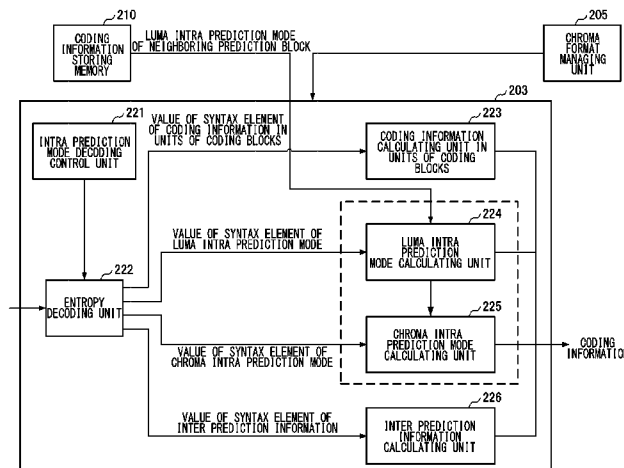 210
CODING
INFORMATION
STORING
MEMORY
LUMA INTRA PREDICTION MODE
OF NEIGHBORING PREDICTION BLOCK
205
CHROMA
FORMAT
MANAGING
UNIT
203
221
INTRA PREDICTION
MODE DECODING
CONTROL UNIT
VALUE OF SYNTAX ELEMENT
OF CODING INFORMATION IN
UNITS OF CODING BLOCKS
223
CODING INFORMATION
CALCULATING UNIT IN
UNITS OF CODING
BLOCKS
224
LUMA INTRA
PREDICTION
MODE CALCULATING UNIT
VALUE OF SYNTAX ELEMENT OF
LUMA INTRA PREDICTION MODE
222
ENTROPY
DECODING UNIT
225
CHROMA INTRA
PREDICTION MODE
CALCULATING UNIT
VALUE OF SYNTAX ELEMENT OF
CHROMA INTRA PREDICTION MODE
CODING
INFORMATION
226
INTER PREDICTION
INFORMATION
CALCULATING UNIT
VALUE OF SYNTAX ELEMENT OF
INTER PREDICTION INFORMATION